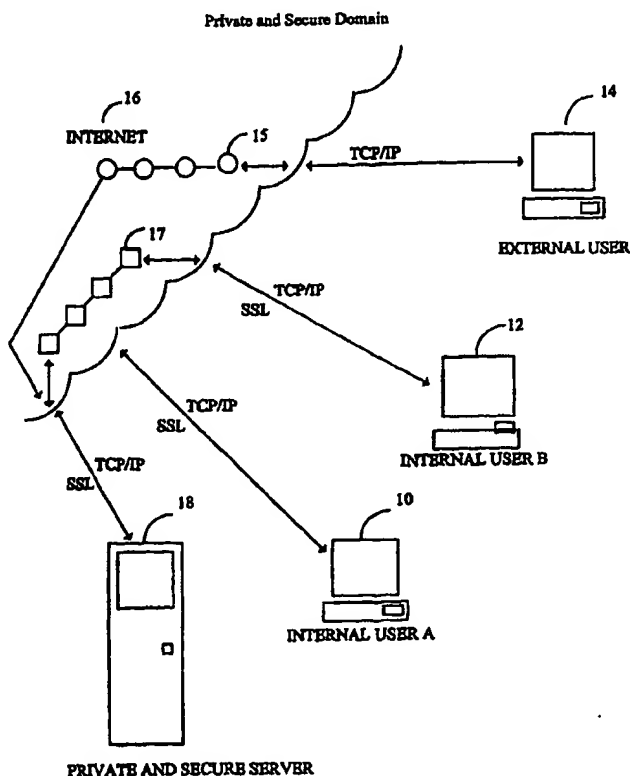 Private and Secure Domain
16
INTERNET
15
14
TCP/IP
EXTERNAL USER
17
TCP/IP
SSL
12
INTERNAL USER B
TCP/IP
SSL
10
INTERNAL USER A
TCP/IP
SSL
18
PRIVATE AND SECURE SERVER